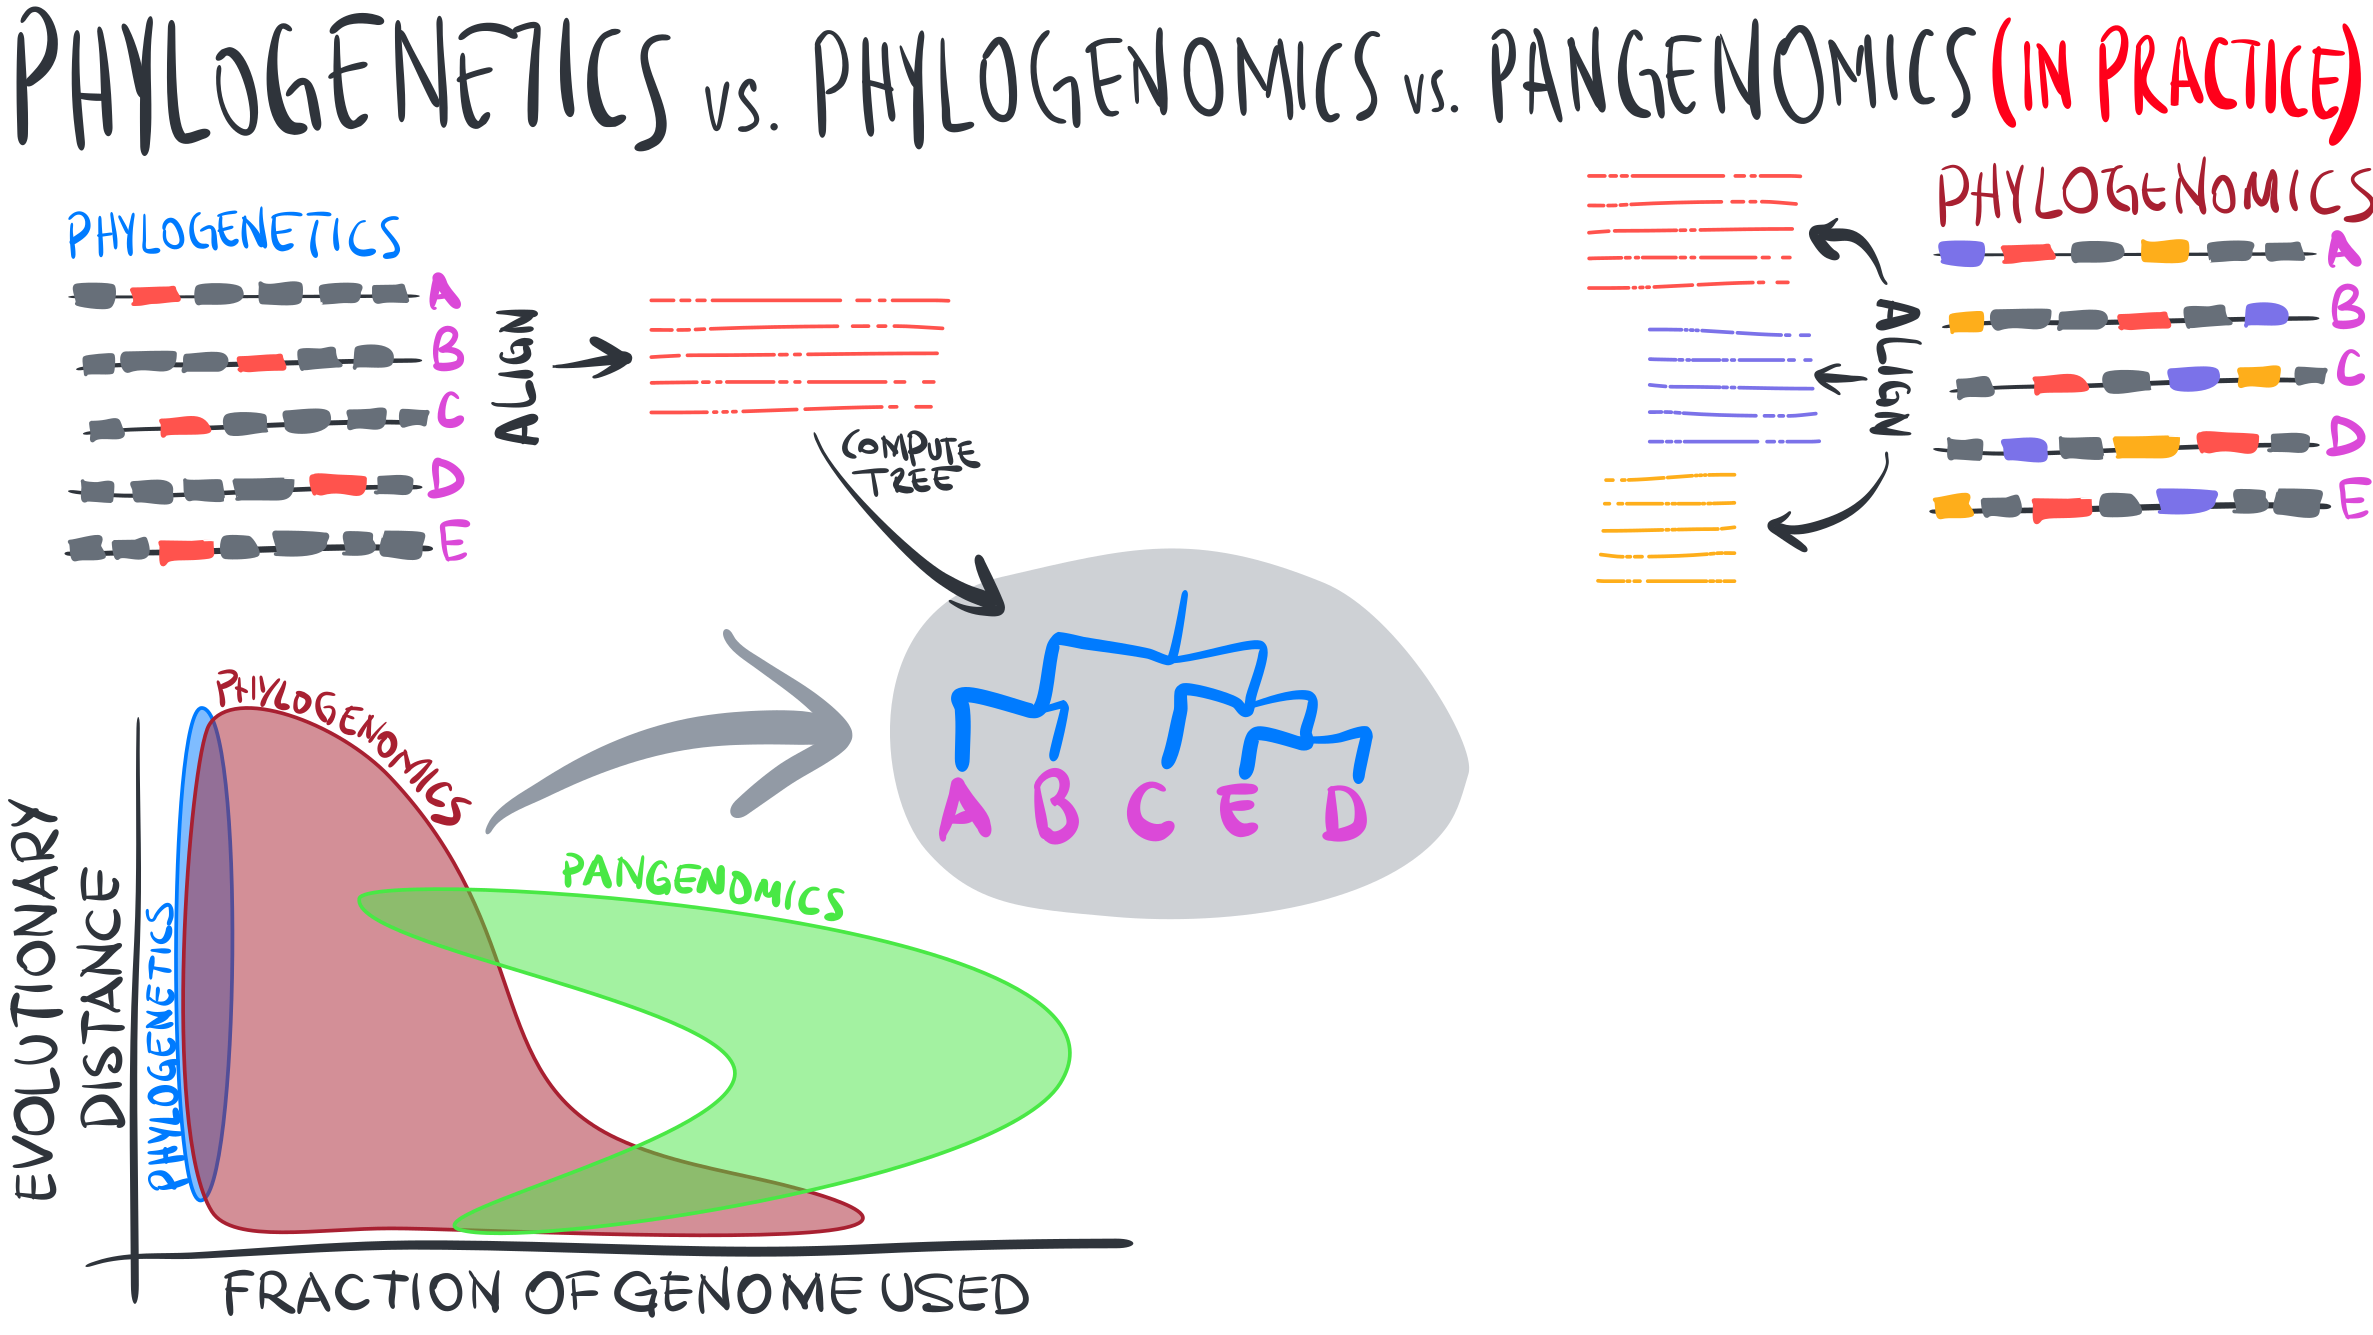 PHYLOGENETICS vs. PHYLOGENOMICS vs. PANGENOMICS (IN PRACTICE)
PHYLOGENETICS
A
B
C
D
E
ALIGN
COMPUTE
TREE
PHYLOGENOMICS
A
B
C
D
E
ALIGN
A B C E D
EVOLUTIONARY
DISTANCE
PHYLOGENETICS
PHYLOGENOMICS
PANGENOMICS
FRACTION OF GENOME USED